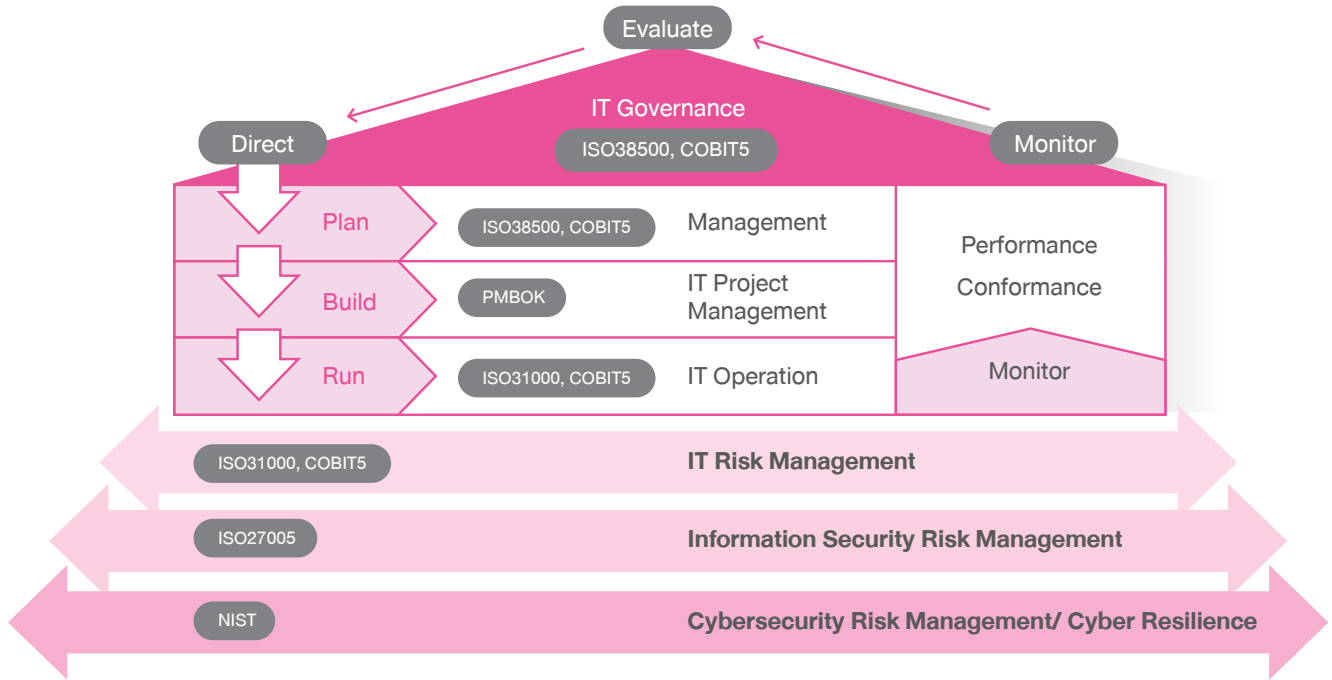 Evaluate
IT Governance
Direct
ISO38500, COBIT5
Monitor
Plan
ISO38500, COBIT5
Management
Performance
Conformance
Build
PMBOK
IT Project
Management
Run
ISO31000, COBIT5
IT Operation
Monitor
ISO31000, COBIT5
IT Risk Management
ISO27005
Information Security Risk Management
NIST
Cybersecurity Risk Management/ Cyber Resilience